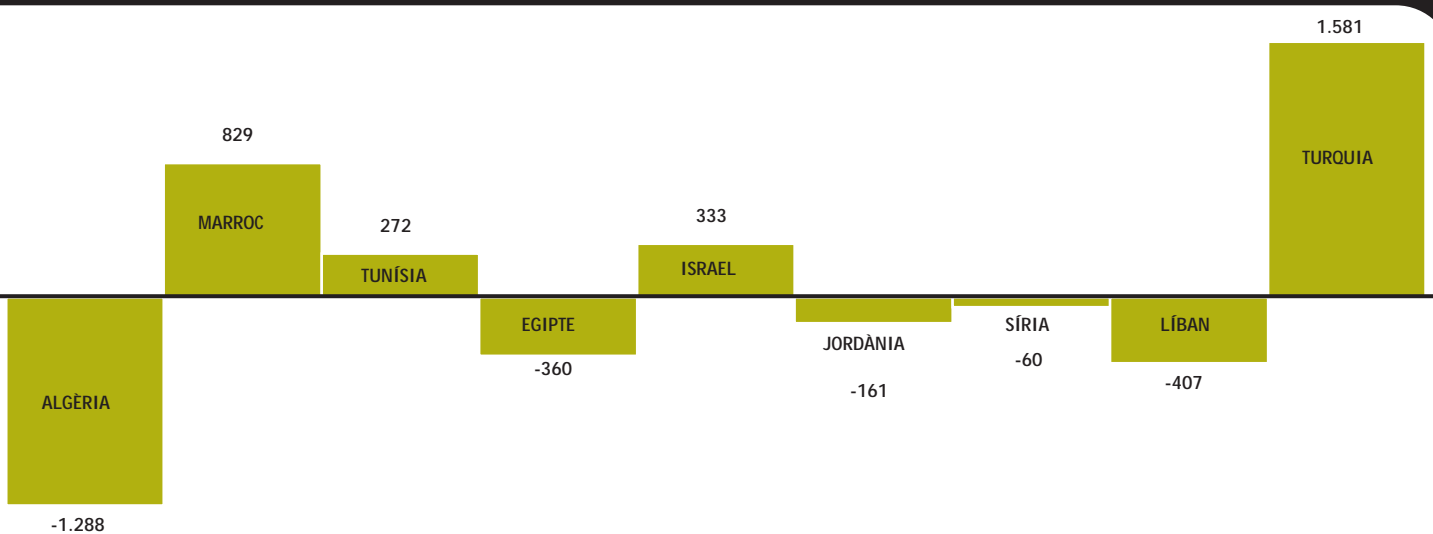 1.581
TURQUIA
829
MARROC
272
TUNÍSIA
333
ISRAEL
EGIPTE
-360
JORDÀNIA
-161
SÍRIA
-60
LÍBAN
-407
ALGÈRIA
-1.288